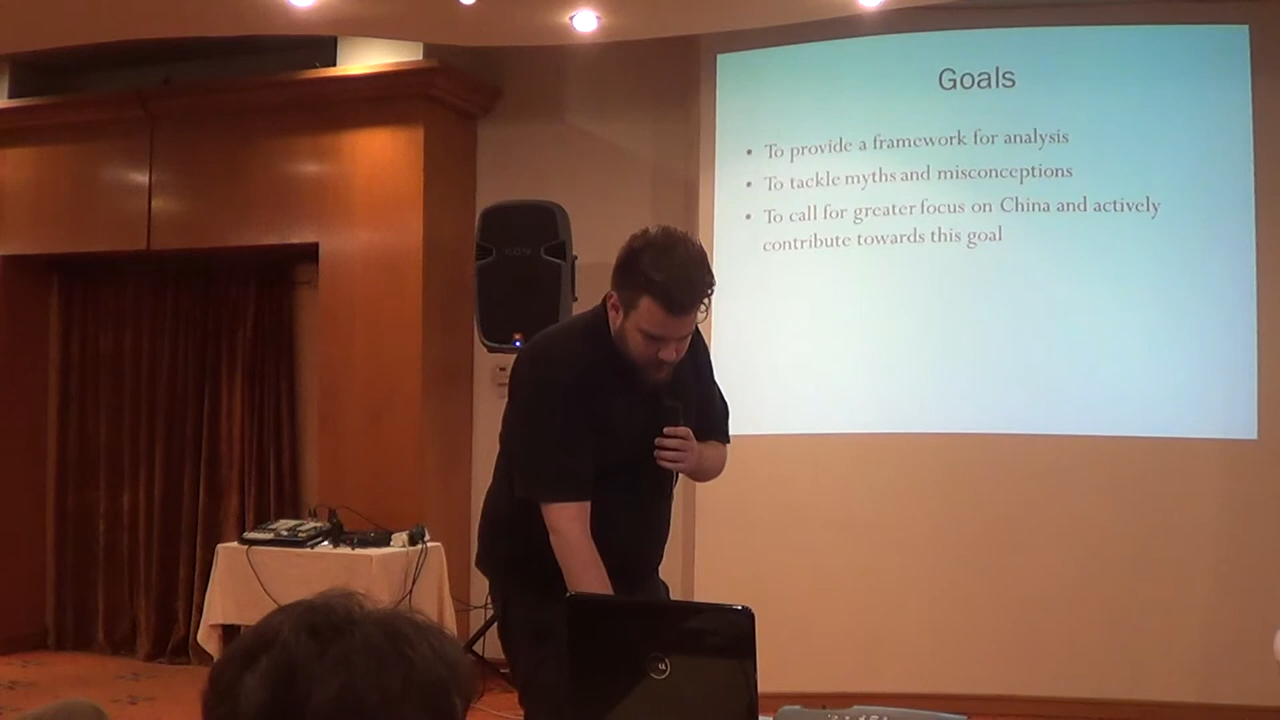 Goals
• To provide a framework for analysis
• To tackle myths and misconceptions
• To call for greater focus on China and actively
contribute towards this goal